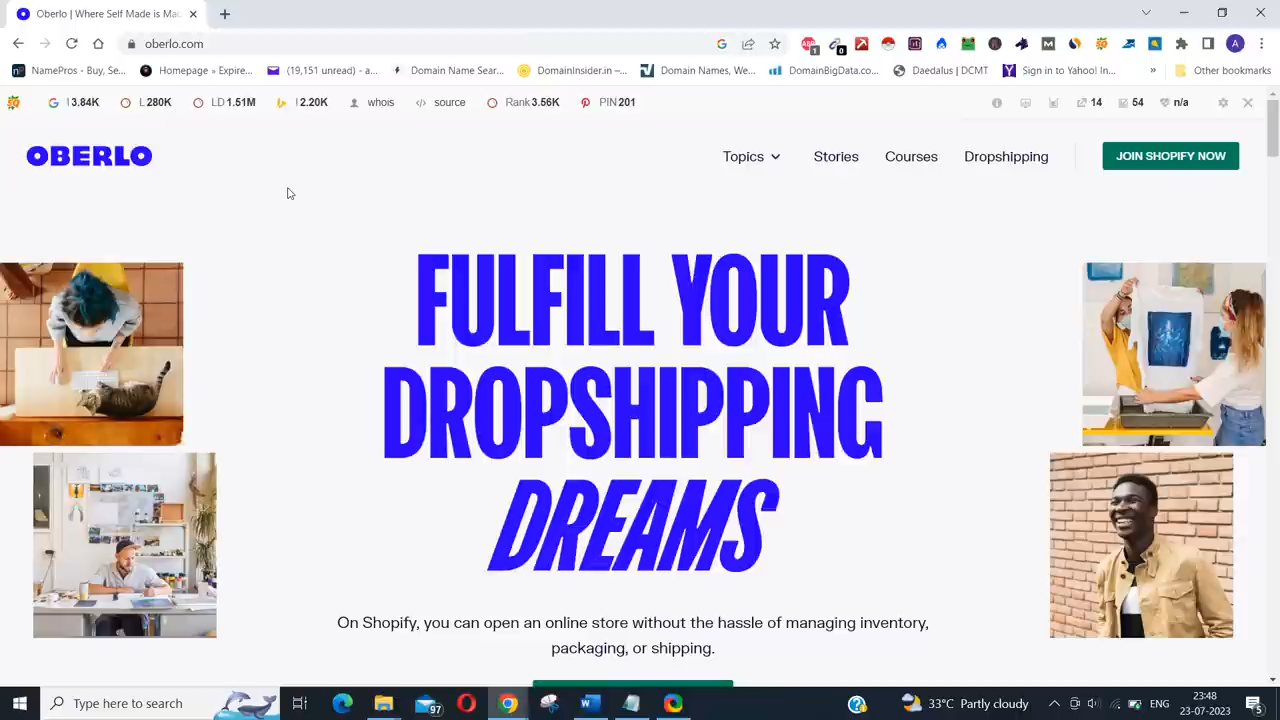 Oberlo | Where Self Made is Mac
oberlo.com
1
0
A
NamePros - Buy, Se...
Homepage » Expire...
(19,151 unread) - a...
Domain Name Sear...
DomainInsider.in –...
Domain Names, We...
DomainBigData.co...
Daedalus | DCMT
Sign in to Yahoo! In...
»
Other bookmarks
I 3.84K
L 280K
LD 1.51M
I 2.20K
whois
source
Rank 3.56K
PIN 201
14
54
n/a
OBERLO
Topics
Stories
Courses
Dropshipping
JOIN SHOPIFY NOW
FULFILL YOUR
DROPSHIPPING
DREAMS
On Shopify, you can open an online store without the hassle of managing inventory,
packaging, or shipping.
Type here to search
97
33°C Partly cloudy
ENG
23:48
23-07-2023
5